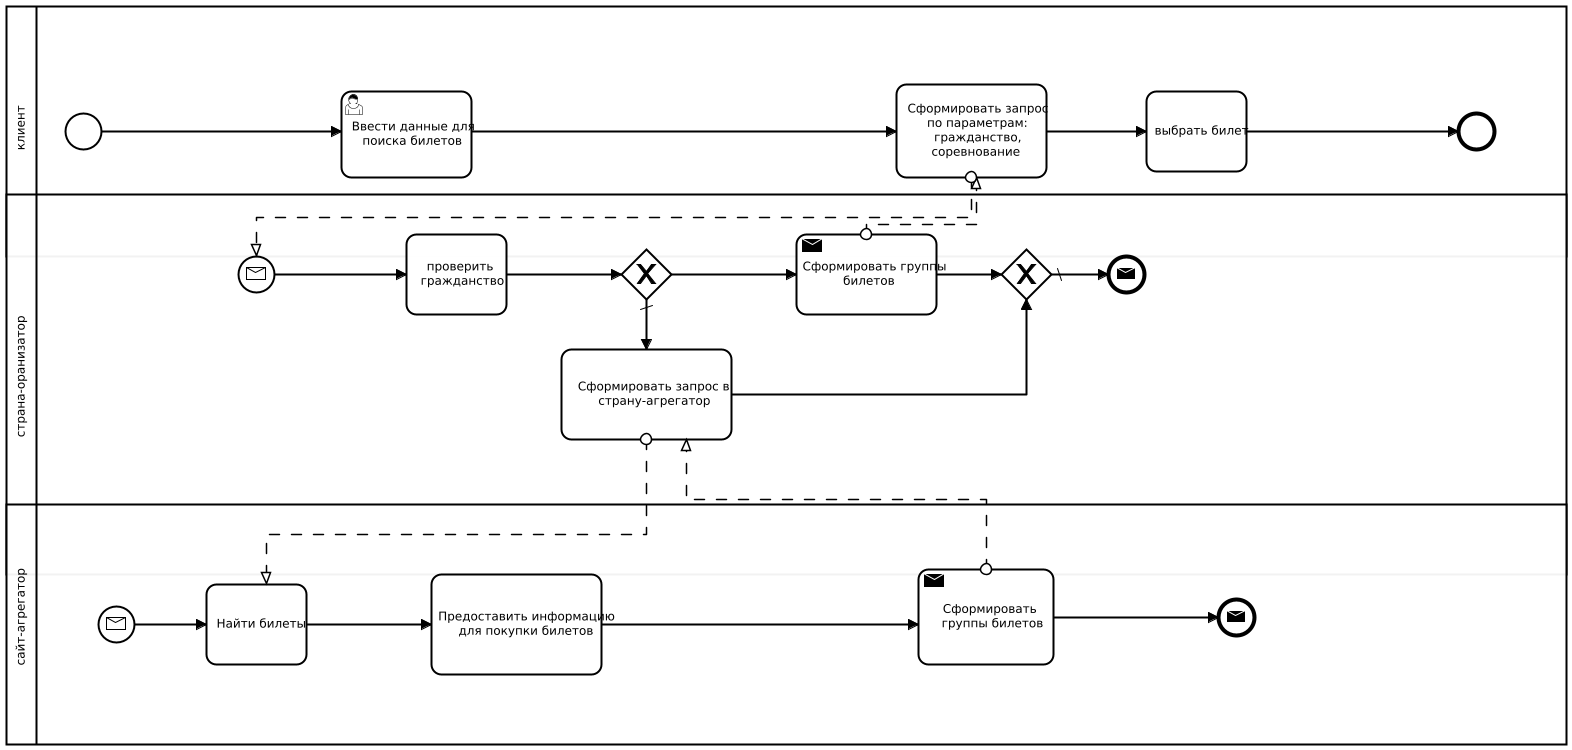 клиент
Ввести данные для
поиска билетов
Сформировать запрос
по параметрам:
гражданство,
соревнование
выбрать билет
страна-оранизатор
проверить
гражданство
Сформировать группы
билетов
Сформировать запрос в
страну-агрегатор
сайт-агрегатор
Найти билеты
Предоставить информацию
для покупки билетов
Сформировать
группы билетов